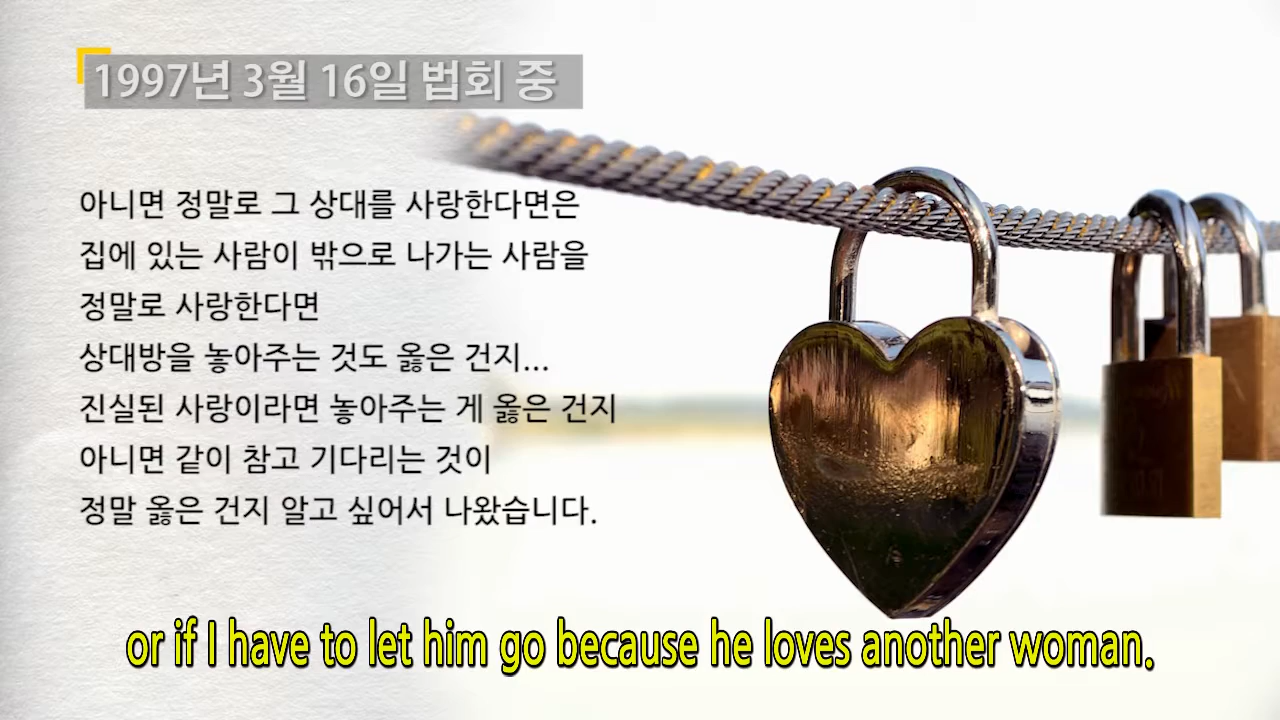 1997년 3월 16일 법회 중
아니면 정말로 그 상대를 사랑한다면은
집에 있는 사람이 밖으로 나가는 사람을
정말로 사랑한다면
상대방을 놓아주는 것도 옳은 건지...
진실된 사랑이라면 놓아주는 게 옳은 건지
아니면 같이 참고 기다리는 것이
정말 옳은 건지 알고 싶어서 나왔습니다.
or if I have to let him go because he loves another woman.